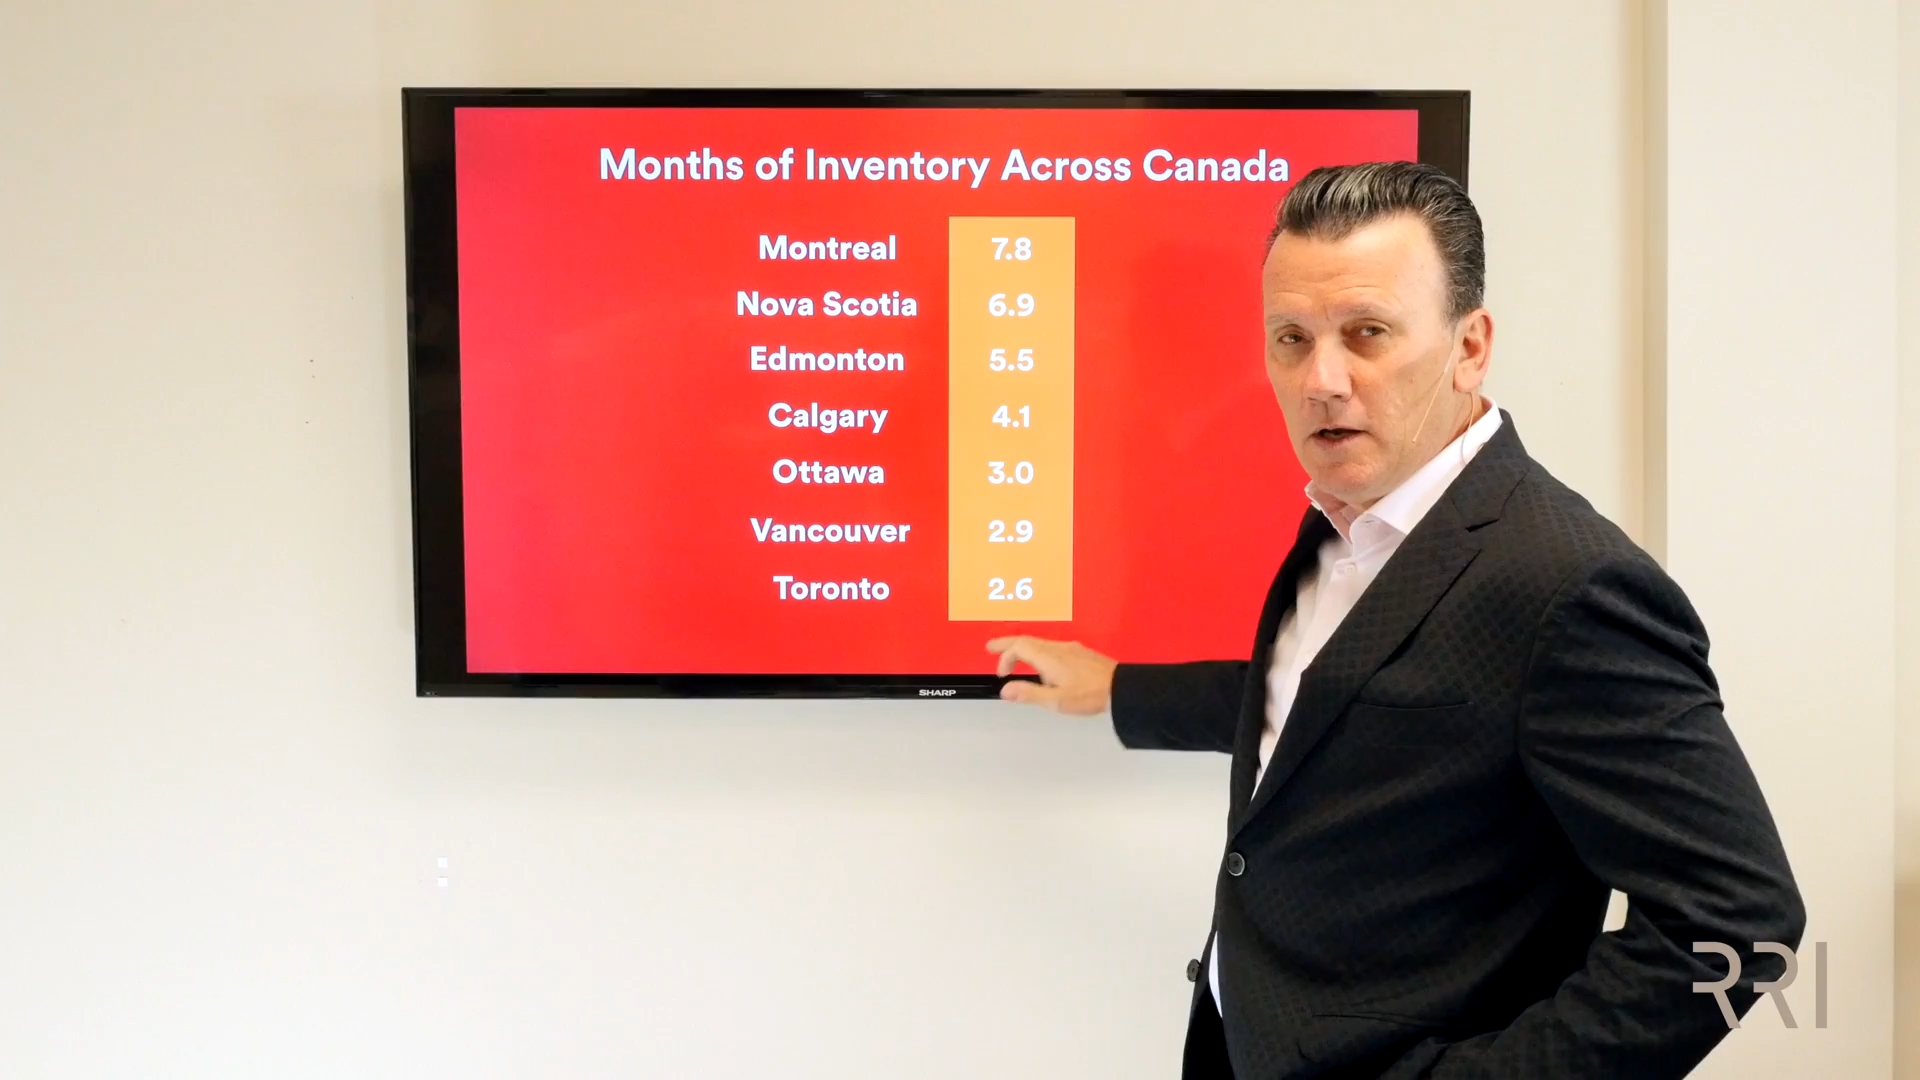 Months of Inventory Across Canada
Montreal 7.8
Nova Scotia 6.9
Edmonton 5.5
Calgary 4.1
Ottawa 3.0
Vancouver 2.9
Toronto 2.6
SHARP
RRI